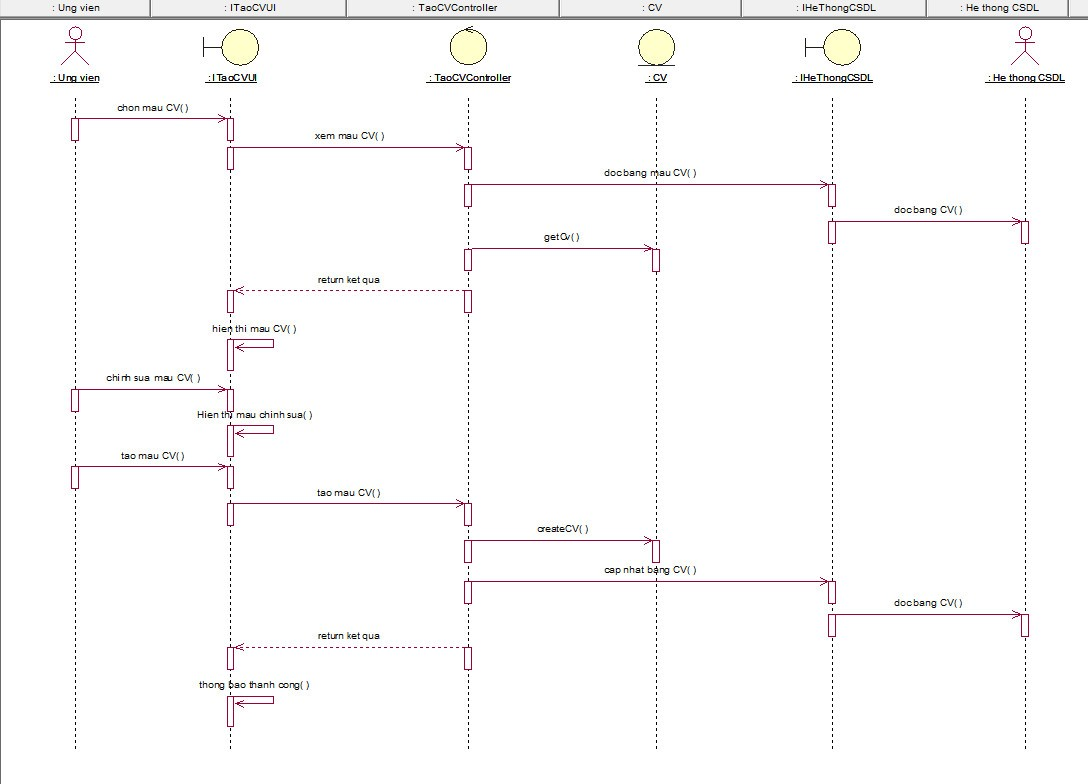 : Ung vien
: ITaoCVUI
: TaoCVController
: CV
: IHeThongCSDL
: He thong CSDL
: Ung vien
: ITaoCVUI
: TaoCVController
: CV
: IHeThongCSDL
: He thong CSDL
chon mau CV( )
xem mau CV( )
doc bang mau CV( )
doc bang CV( )
getCv( )
return ket qua
hien thi mau CV( )
chinh sua mau CV( )
Hien thi mau chinh sua( )
tao mau CV( )
tao mau CV( )
createCV( )
cap nhat bang CV( )
doc bang CV( )
return ket qua
thong bao thanh cong( )